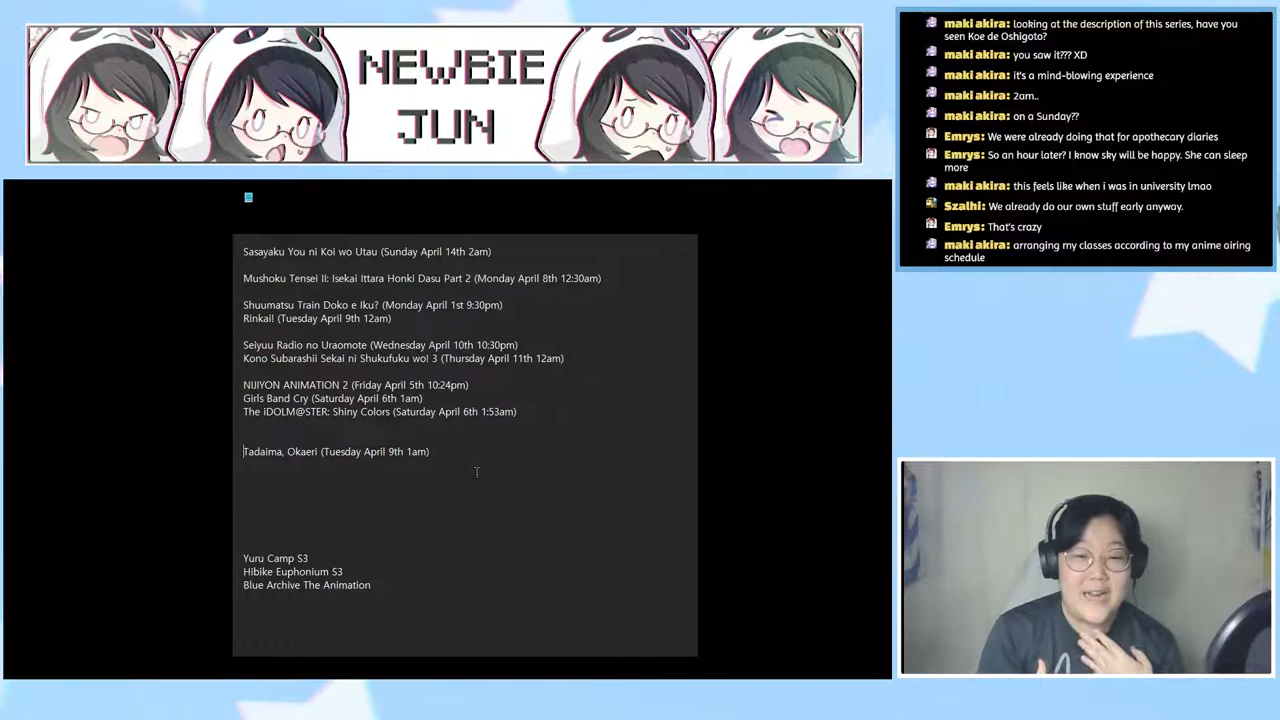 NEWBIE
JUN
maki akira: looking at the description of this series, have you
seen Koe de Oshigoto?
maki akira: you saw it??? XD
maki akira: it's a mind-blowing experience
maki akira: 2am..
maki akira: on a Sunday??
Emrys: We were already doing that for apothecary diaries
Emrys: So an hour later? I know sky will be happy. She can sleep
more
maki akira: this feels like when i was in university lmao
Szalhi: We already do our own stuff early anyway.
Emrys: That's crazy
maki akira: arranging my classes according to my anime airing
schedule
Sasayaku You ni Koi wo Utau (Sunday April 14th 2am)
Mushoku Tensei II: Isekai Ittara Honki Dasu Part 2 (Monday April 8th 12:30am)
Shuumatsu Train Doko e Iku? (Monday April 1st 9:30pm)
Rinkai! (Tuesday April 9th 12am)
Seiyuu Radio no Uraomote (Wednesday April 10th 10:30pm)
Kono Subarashii Sekai ni Shukufuku wo! 3 (Thursday April 11th 12am)
NIJIYON ANIMATION 2 (Friday April 5th 10:24pm)
Girls Band Cry (Saturday April 6th 1am)
The iDOLM@STER: Shiny Colors (Saturday April 6th 1:53am)
Tadaima, Okaeri (Tuesday April 9th 1am)
Yuru Camp S3
Hibike Euphonium S3
Blue Archive The Animation